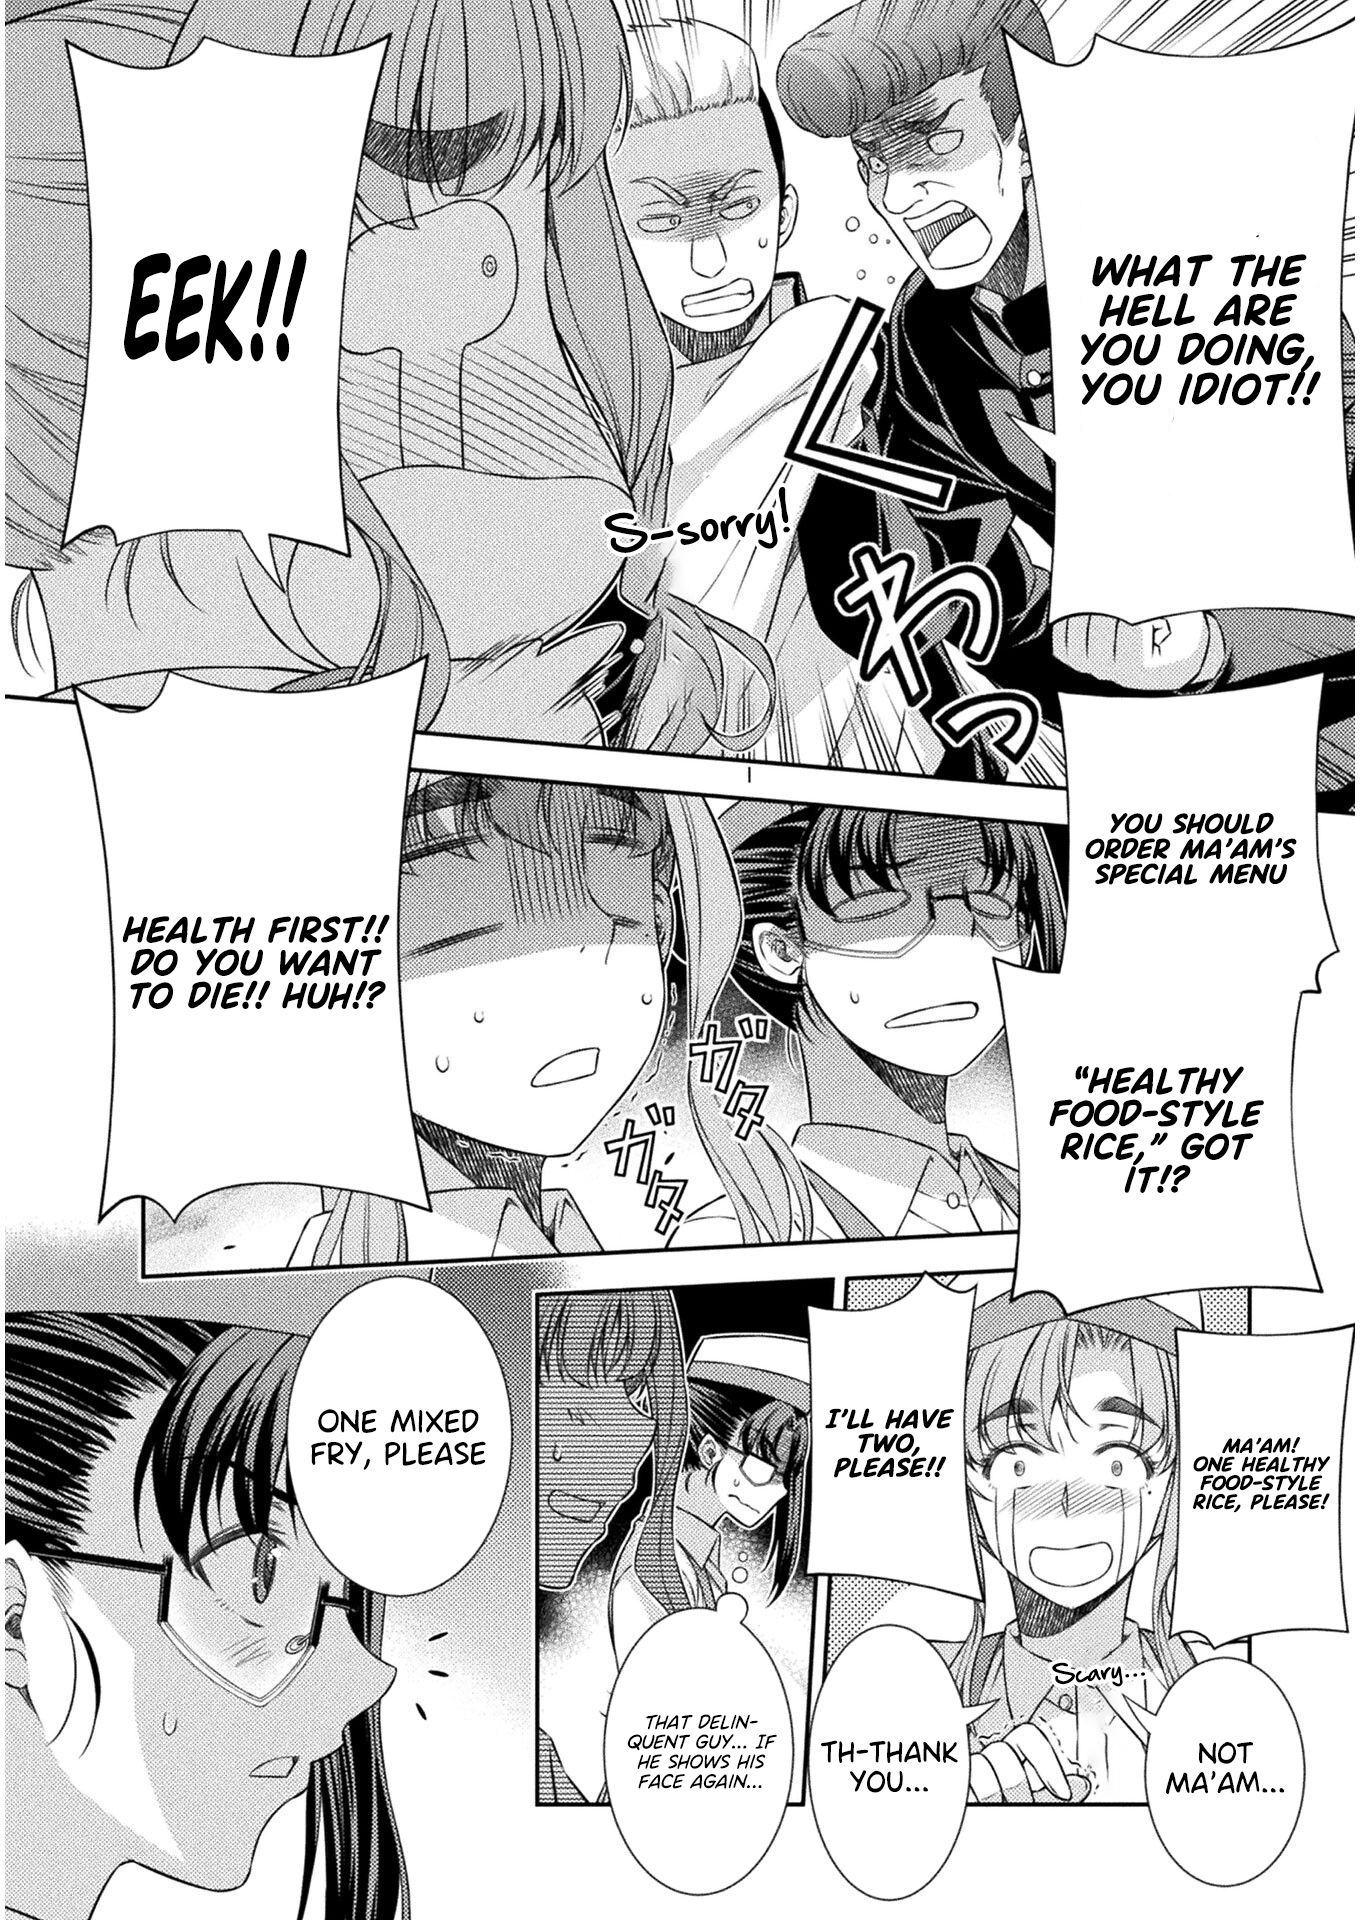 WHAT THE
HELL ARE
YOU DOING,
YOU IDIOT!!
EEK!!
S-sorry!
しわっ
YOU SHOULD
ORDER MA'AM'S
SPECIAL MENU
"HEALTHY
FOOD-STYLE
RICE," GOT
IT!?
HEALTH FIRST!!
DO YOU WANT
TO DIE!! HUH!?
ガタ
ガタ
MA'AM!
ONE HEALTHY
FOOD-STYLE
RICE, PLEASE!
I'LL HAVE
TWO,
PLEASE!!
Scary...
NOT
MA'AM...
TH-THANK
YOU...
THAT DELIN-
QUENT GUY... IF
HE SHOWS HIS
FACE AGAIN...
ONE MIXED
FRY, PLEASE